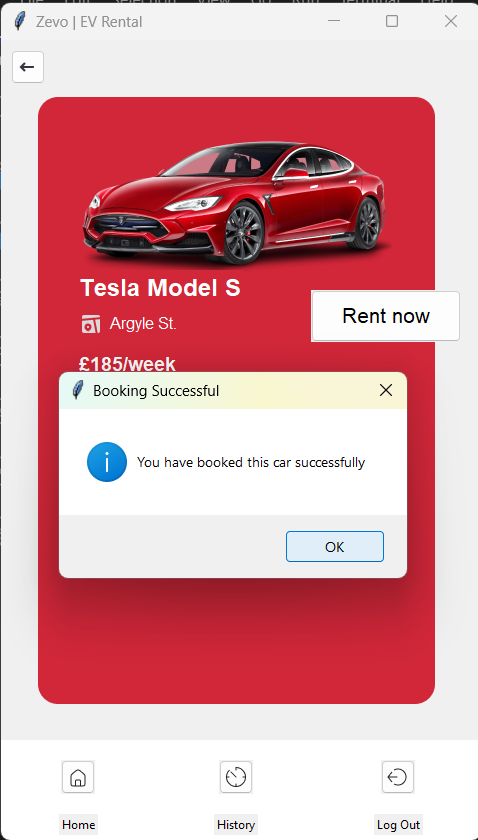 Zevo | EV Rental
Tesla Model S
Argyle St.
Rent now
£185/week
Booking Successful
You have booked this car successfully
OK
Home
History
Log Out